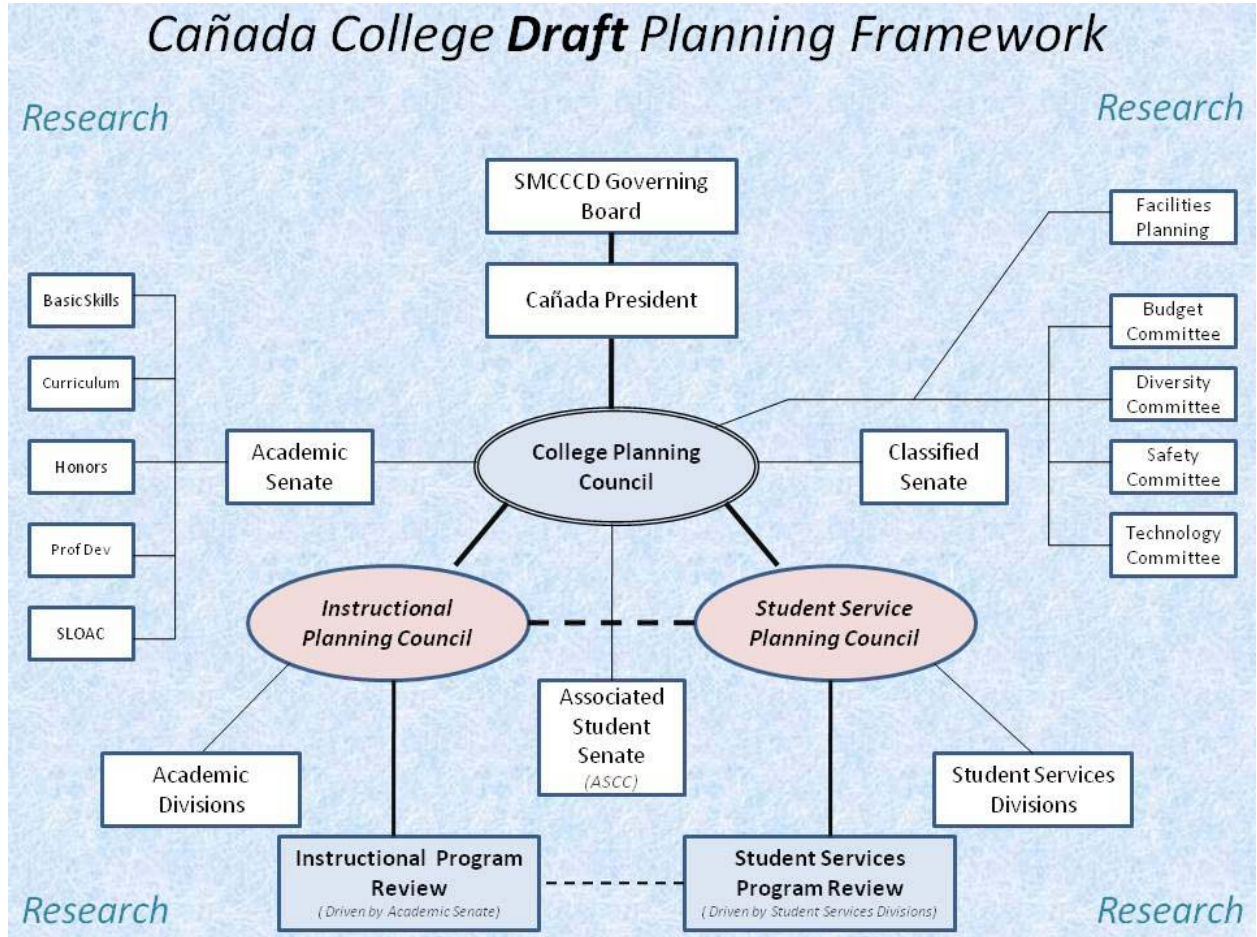 Cañada College Draft Planning Framework
Research
Research
SMCCCD Governing
Board
Cañada President
Facilities
Planning
Basic Skills
Curriculum
Honors
Prof Dev
SLOAC
Academic
Senate
College Planning
Council
Classified
Senate
Budget
Committee
Diversity
Committee
Safety
Committee
Technology
Committee
Instructional
Planning Council
Student Service
Planning Council
Associated
Student
Senate
(ASCC)
Academic
Divisions
Student Services
Divisions
Instructional Program
Review
( Driven by Academic Senate)
Student Services
Program Review
( Driven by Student Services Divisions)
Research
Research